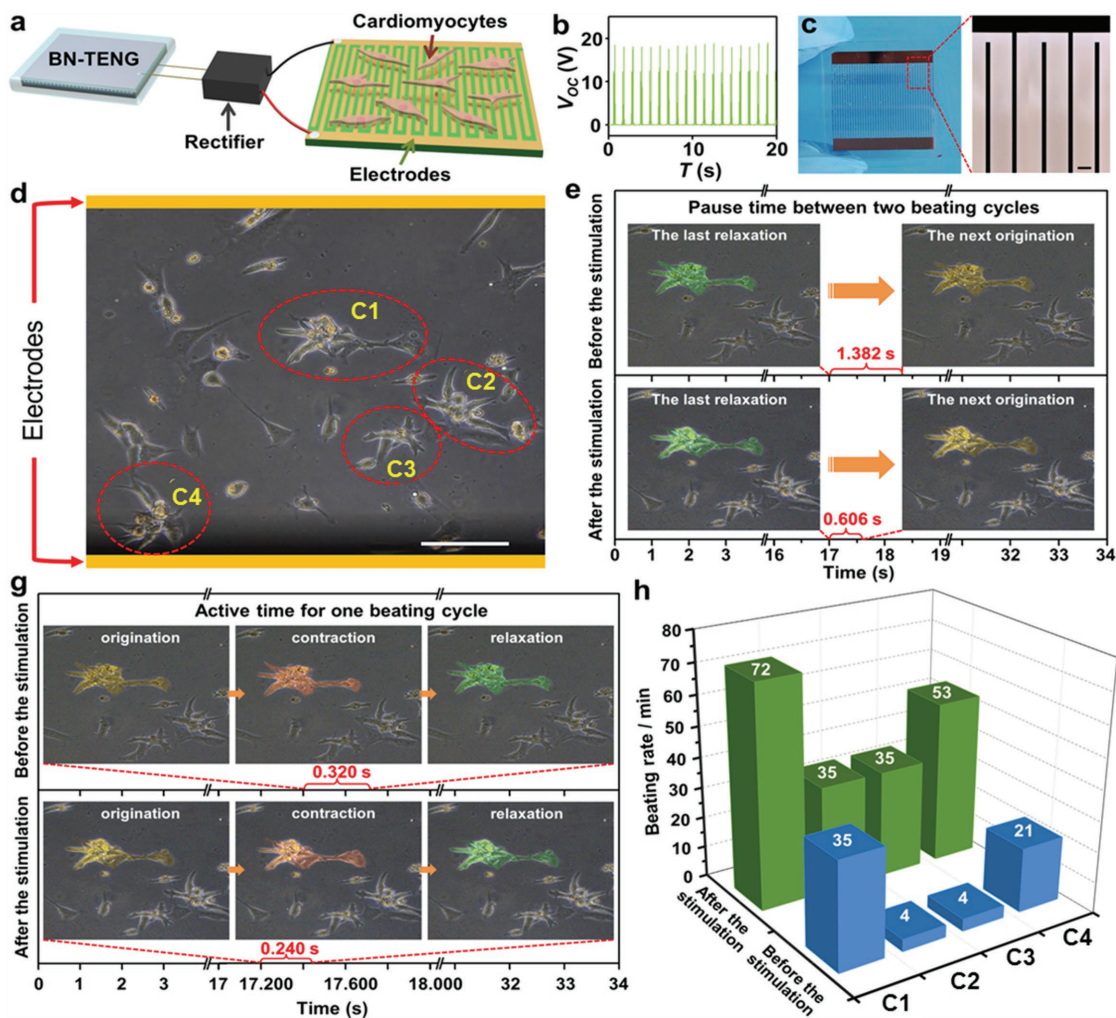 a
BN-TENG
Rectifier
Cardiomyocytes
Electrodes
b
V_OC (V)
20
10
0
0 10 20
T (s)
c
d
Electrodes
C1
C2
C3
C4
e
Pause time between two beating cycles
Before the stimulation
The last relaxation
The next origination
1.382 s
After the stimulation
The last relaxation
The next origination
0.606 s
0 1 2 3 16 17 18 19 32 33 34
Time (s)
g
Active time for one beating cycle
Before the stimulation
origination contraction relaxation
0.320 s
After the stimulation
origination contraction relaxation
0.240 s
0 1 2 3 17 17.200 17.600 18.000 32 33 34
Time (s)
h
Beating rate / min
80
70
60
50
40
30
20
10
0
72
35
35
53
35
4
4
21
After the
stimulation
Before the
stimulation
C1
C2
C3
C4